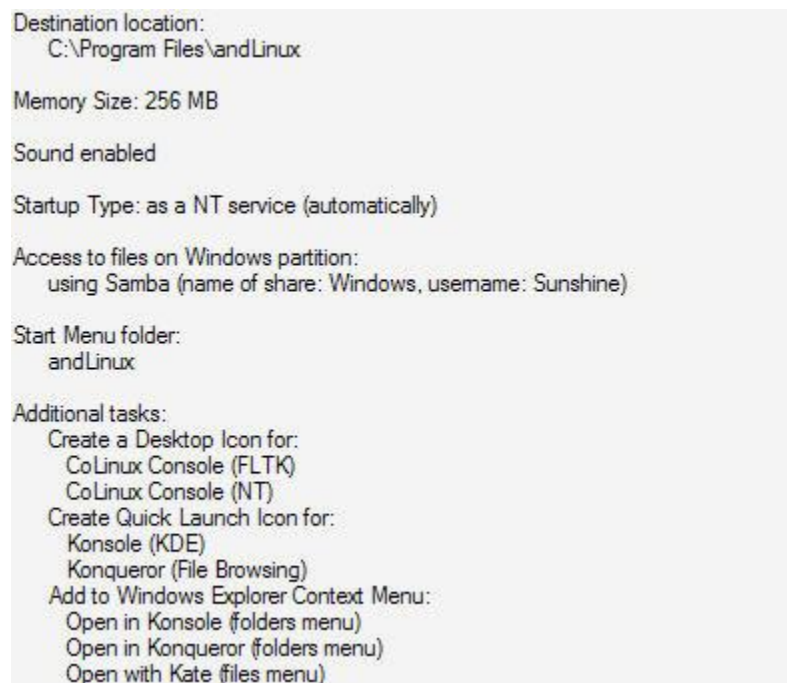 Destination location:
C:\Program Files\andLinux
Memory Size: 256 MB
Sound enabled
Startup Type: as a NT service (automatically)
Access to files on Windows partition:
using Samba (name of share: Windows, username: Sunshine)
Start Menu folder:
andLinux
Additional tasks:
Create a Desktop Icon for:
CoLinux Console (FLTK)
CoLinux Console (NT)
Create Quick Launch Icon for:
Konsole (KDE)
Konqueror (File Browsing)
Add to Windows Explorer Context Menu:
Open in Konsole (folders menu)
Open in Konqueror (folders menu)
Open with Kate (files menu)